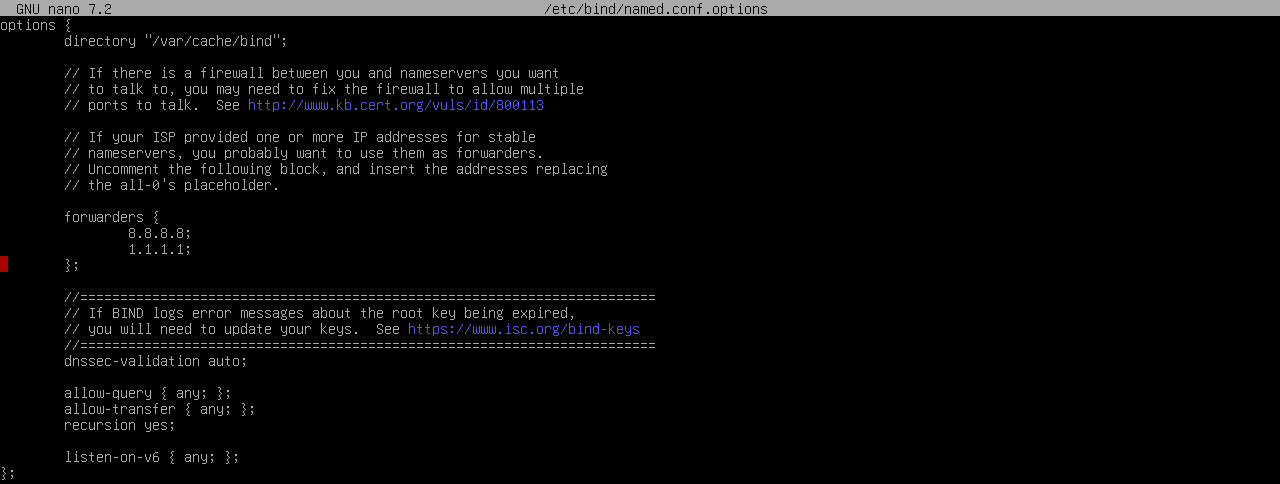 GNU nano 7.2 /etc/bind/named.conf.options
options {
directory "/var/cache/bind";
// If there is a firewall between you and nameservers you want
// to talk to, you may need to fix the firewall to allow multiple
// ports to talk.  See http://www.kb.cert.org/vuls/id/800113
// If your ISP provided one or more IP addresses for stable
// nameservers, you probably want to use them as forwarders.
// Uncomment the following block, and insert the addresses replacing
// the all-0's placeholder.
forwarders {
8.8.8.8;
1.1.1.1;
};
//========================================================================
// If BIND logs error messages about the root key being expired,
// you will need to update your keys.  See https://www.isc.org/bind-keys
//========================================================================
dnssec-validation auto;
allow-query { any; };
allow-transfer { any; };
recursion yes;
listen-on-v6 { any; };
};